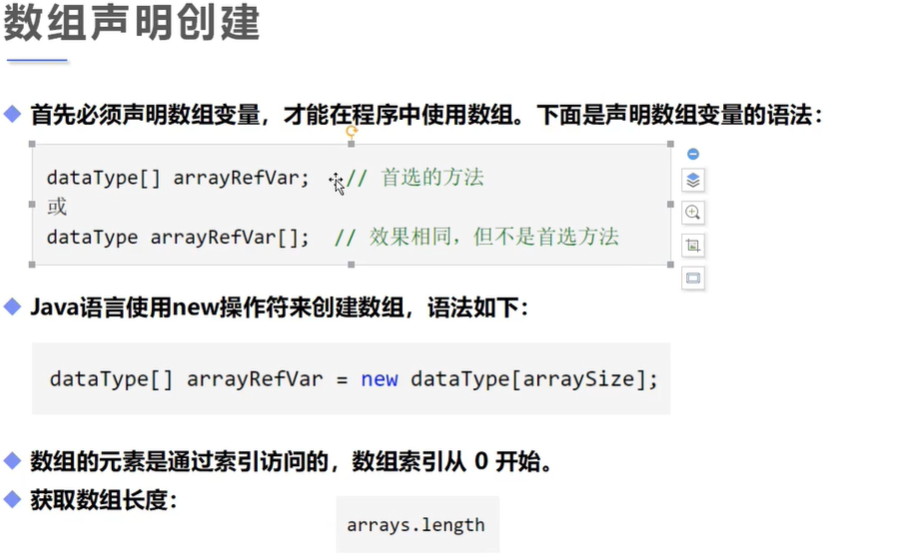 数组声明创建
首先必须声明数组变量，才能在程序中使用数组。下面是声明数组变量的语法：
dataType[] arrayRefVar; // 首选的方法
或
dataType arrayRefVar[]; // 效果相同，但不是首选方法
Java语言使用new操作符来创建数组，语法如下：
dataType[] arrayRefVar = new dataType[arraySize];
数组的元素是通过索引访问的，数组索引从 0 开始。
获取数组长度：
arrays.length